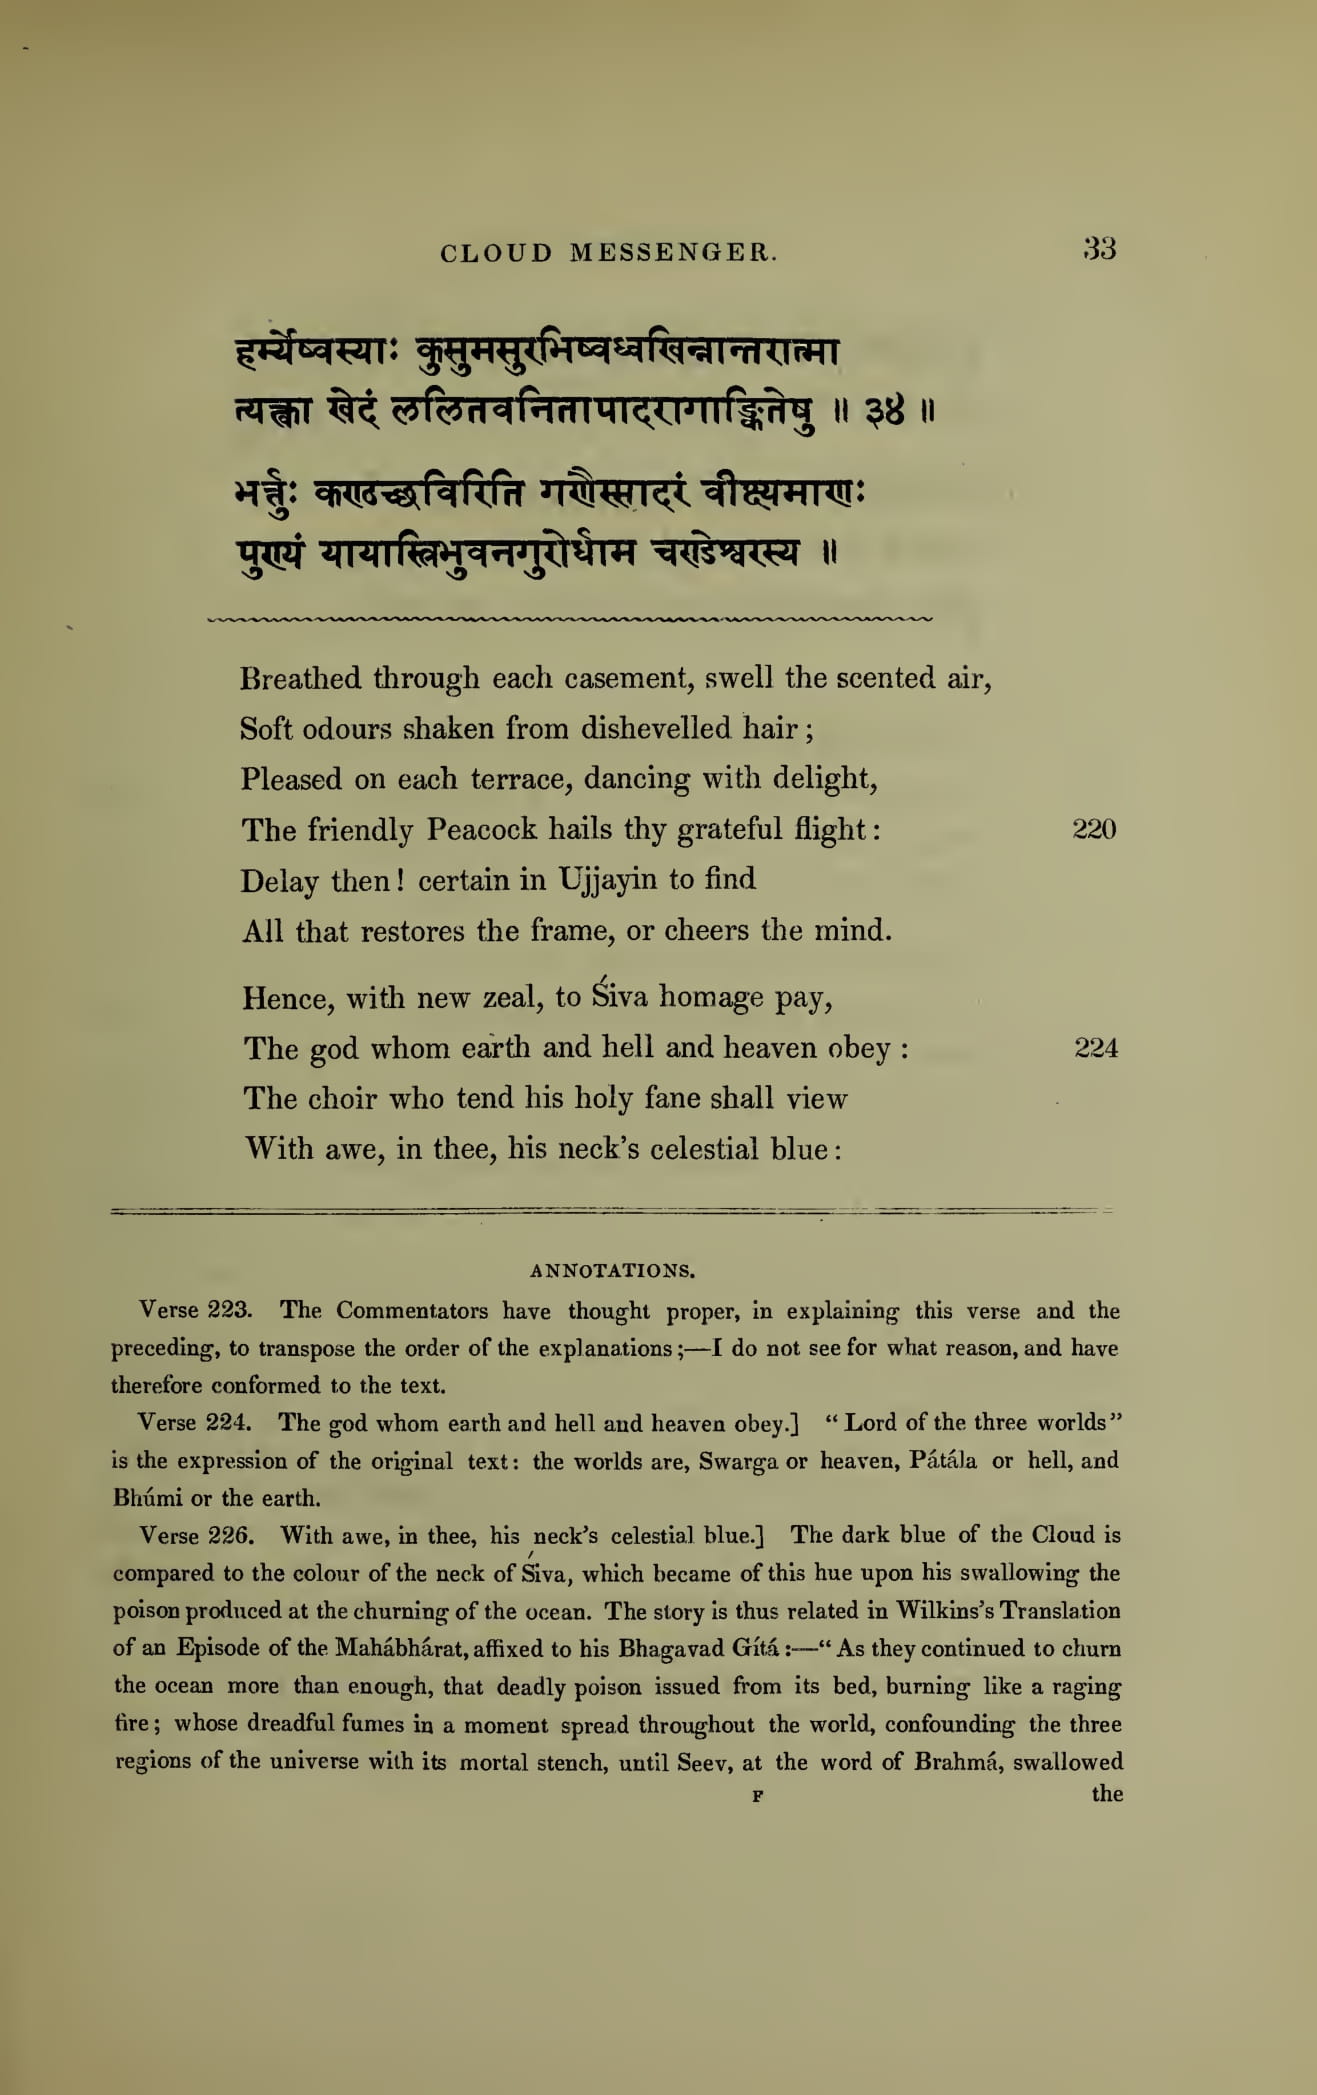 CLOUD MESSENGER. 33
हर्म्येष्वस्याः कुसुमसुरभिष्वध्वखिन्नान्तरात्मा
त्यक्त्वा खेदं ललितवनितापादरागाङ्कितेषु ॥ ३४ ॥
भर्त्तुः कण्ठच्छविरिति गणैस्सादरं वीक्ष्यमाणः
पुण्यं यायास्त्रिभुवनगुरोर्धाम चण्डेश्वरस्य ॥
Breathed through each casement, swell the scented air,
Soft odours shaken from dishevelled hair ;
Pleased on each terrace, dancing with delight,
The friendly Peacock hails thy grateful flight : 220
Delay then ! certain in Ujjayin to find
All that restores the frame, or cheers the mind.
Hence, with new zeal, to Śiva homage pay,
The god whom earth and hell and heaven obey : 224
The choir who tend his holy fane shall view
With awe, in thee, his neck's celestial blue :
ANNOTATIONS.
Verse 223. The Commentators have thought proper, in explaining this verse and the
preceding, to transpose the order of the explanations ;—I do not see for what reason, and have
therefore conformed to the text.
Verse 224. The god whom earth and hell and heaven obey.] “ Lord of the three worlds”
is the expression of the original text : the worlds are, Swarga or heaven, Pátála or hell, and
Bhúmi or the earth.
Verse 226. With awe, in thee, his neck's celestial blue.] The dark blue of the Cloud is
compared to the colour of the neck of Śiva, which became of this hue upon his swallowing the
poison produced at the churning of the ocean. The story is thus related in Wilkins's Translation
of an Episode of the Mahábhárat, affixed to his Bhagavad Gítá :—“ As they continued to churn
the ocean more than enough, that deadly poison issued from its bed, burning like a raging
fire ; whose dreadful fumes in a moment spread throughout the world, confounding the three
regions of the universe with its mortal stench, until Seev, at the word of Brahmá, swallowed
F the